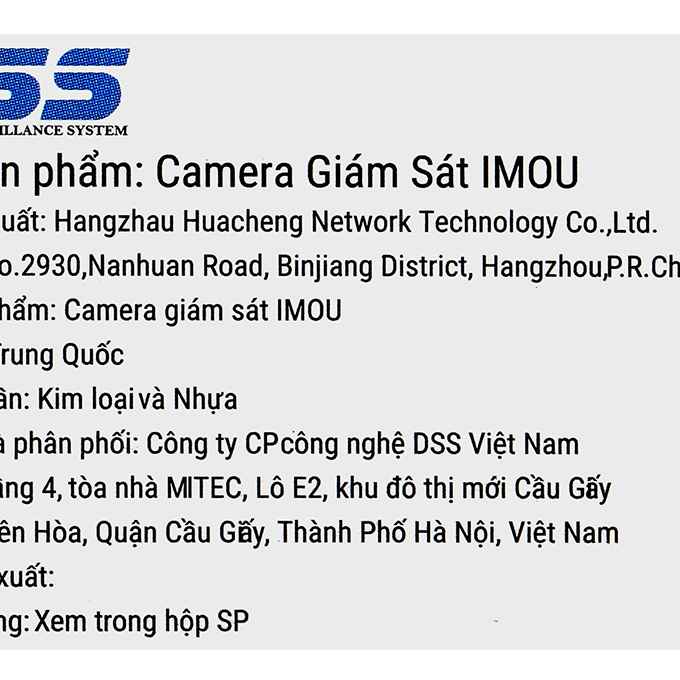 SS
ILLANCE SYSTEM
n phẩm: Camera Giám Sát IMOU
uất: Hangzhau Huacheng Network Technology Co.,Ltd.
o.2930,Nanhuan Road, Binjiang District, Hangzhou,P.R.Ch
hẩm: Camera giám sát IMOU
Trung Quốc
ần: Kim loại và Nhựa
à phân phối: Công ty CP công nghệ DSS Việt Nam
ầng 4, tòa nhà MITEC, Lô E2, khu đô thị mới Cầu Giấy
ên Hòa, Quận Cầu Giấy, Thành Phố Hà Nội, Việt Nam
xuất:
ng: Xem trong hộp SP